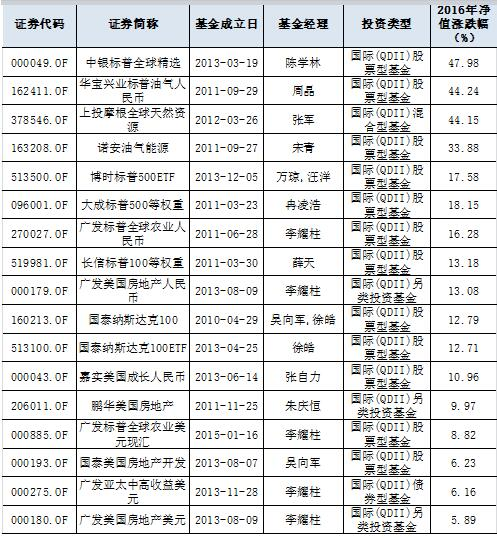 证券代码 证券简称 基金成立日 基金经理 投资类型 2016年净值涨跌幅(%)
000049.OF 中银标普全球精选 2013-03-19 陈学林 国际(QDII)股票型基金 47.98
162411.OF 华宝兴业标普油气人民币 2011-09-29 周晶 国际(QDII)股票型基金 44.24
378546.OF 上投摩根全球天然资源 2012-03-26 张军 国际(QDII)混合型基金 44.15
163208.OF 诺安油气能源 2011-09-27 宋青 国际(QDII)股票型基金 33.88
513500.OF 博时标普500ETF 2013-12-05 万琼,汪洋 国际(QDII)股票型基金 17.58
096001.OF 大成标普500等权重 2011-03-23 冉凌浩 国际(QDII)股票型基金 18.15
270027.OF 广发标普全球农业人民币 2011-06-28 李耀柱 国际(QDII)股票型基金 16.28
519981.OF 长信标普100等权重 2011-03-30 薛天 国际(QDII)股票型基金 13.18
000179.OF 广发美国房地产人民币 2013-08-09 李耀柱 国际(QDII)另类投资基金 13.08
160213.OF 国泰纳斯达克100 2010-04-29 吴向军,徐皓 国际(QDII)股票型基金 12.79
513100.OF 国泰纳斯达克100ETF 2013-04-25 徐皓 国际(QDII)股票型基金 12.71
000043.OF 嘉实美国成长人民币 2013-06-14 张自力 国际(QDII)股票型基金 10.96
206011.OF 鹏华美国房地产 2011-11-25 朱庆恒 国际(QDII)另类投资基金 9.97
000885.OF 广发标普全球农业美元现汇 2015-01-16 李耀柱 国际(QDII)股票型基金 8.82
000193.OF 国泰美国房地产开发 2013-08-07 吴向军 国际(QDII)股票型基金 6.23
000275.OF 广发亚太中高收益美元 2013-11-28 李耀柱 国际(QDII)债券型基金 6.16
000180.OF 广发美国房地产美元 2013-08-09 李耀柱 国际(QDII)另类投资基金 5.89